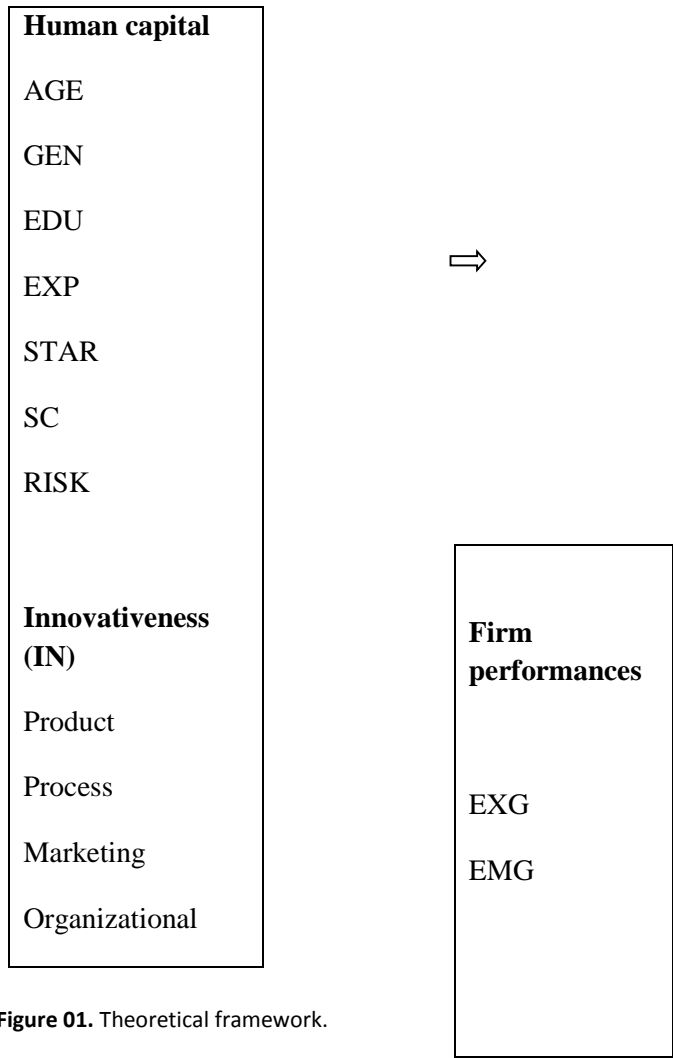 Human capital
AGE
GEN
EDU
EXP
STAR
SC
RISK
Innovativeness
(IN)
Product
Process
Marketing
Organizational
Firm
performances
EXG
EMG
Figure 01. Theoretical framework.